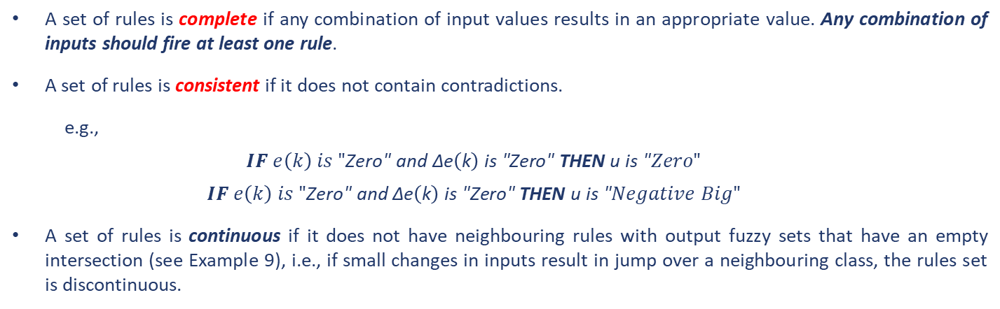 • A set of rules is complete if any combination of input values results in an appropriate value. Any combination of
inputs should fire at least one rule.
• A set of rules is consistent if it does not contain contradictions.
e.g.,
IF e(k) is "Zero" and Δe(k) is "Zero" THEN u is "Zero"
IF e(k) is "Zero" and Δe(k) is "Zero" THEN u is "Negative Big"
• A set of rules is continuous if it does not have neighbouring rules with output fuzzy sets that have an empty
intersection (see Example 9), i.e., if small changes in inputs result in jump over a neighbouring class, the rules set
is discontinuous.